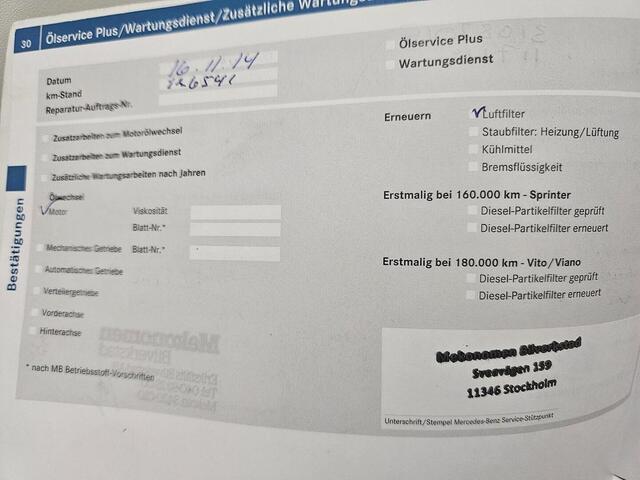 30 Ölservice Plus/Wartungsdienst/Zusätzliche
Datum 16.11.14
km-Stand
Reparatur-Auftrags-Nr.
Ölservice Plus
Wartungsdienst
Zusatzarbeiten zum Motorölwechsel
Zusatzarbeiten zum Wartungsdienst
Zusätzliche Wartungsarbeiten nach Jahren
Ölwechsel
Motor Viskosität
Blatt-Nr.*
Mechanisches Getriebe Blatt-Nr.*
Automatisches Getriebe
Verteilergetriebe
Vorderachse
Hinterachse
* nach MB Betriebsstoff-Vorschriften
Bestätigungen
Erneuern Luftfilter
Staubfilter: Heizung/Lüftung
Kühlmittel
Bremsflüssigkeit
Erstmalig bei 160.000 km - Sprinter
Diesel-Partikelfilter geprüft
Diesel-Partikelfilter erneuert
Erstmalig bei 180.000 km - Vito/Viano
Diesel-Partikelfilter geprüft
Diesel-Partikelfilter erneuert
Mekonomen Bilverkstad
Sveavägen 159
11346 Stockholm
Unterschrift/Stempel Mercedes-Benz Service-Stützpunkt